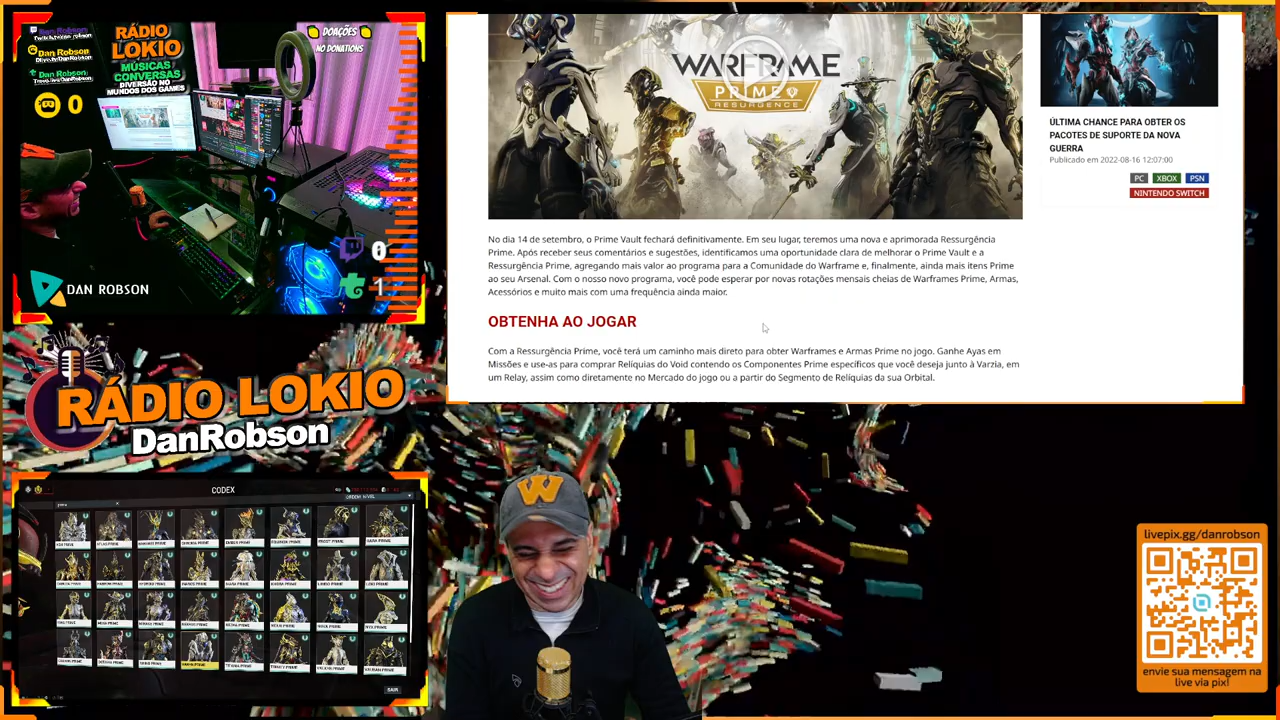 RÁDIO
LOKIO
MÚSICAS
CONVERSAS
DIVERSÃO NO
MUNDOS DOS GAMES
Dan Robson
Dan Robson
Dan Robson
0
DOAÇÕES
NO DONATIONS
0
1
DAN ROBSON
WARFRAME
PRIME
RESURGENCE
No dia 14 de setembro, o Prime Vault fechará definitivamente. Em seu lugar, teremos uma nova e aprimorada Ressurgência
Prime. Após receber seus comentários e sugestões, identificamos uma oportunidade clara de melhorar o Prime Vault e a
Ressurgência Prime, agregando mais valor ao programa para a Comunidade do Warframe e, finalmente, ainda mais itens Prime
ao seu Arsenal. Com o nosso novo programa, você pode esperar por novas rotações mensais cheias de Warframes Prime, Armas,
Acessórios e muito mais com uma frequência ainda maior.
OBTENHA AO JOGAR
Com a Ressurgência Prime, você terá um caminho mais direto para obter Warframes e Armas Prime no jogo. Ganhe Ayas em
Missões e use-as para comprar Relíquias do Void contendo os Componentes Prime específicos que você deseja junto à Varzia, em
um Relay, assim como diretamente no Mercado do jogo ou a partir do Segmento de Relíquias da sua Orbital.
ÚLTIMA CHANCE PARA OBTER OS
PACOTES DE SUPORTE DA NOVA
GUERRA
Publicado em 2022-08-16 12:07:00
PC XBOX PSN
NINTENDO SWITCH
RÁDIO LOKIO
DanRobson
CODEX
SAIR
W
livepix.gg/danrobson
envie sua mensagem na
live via pix!